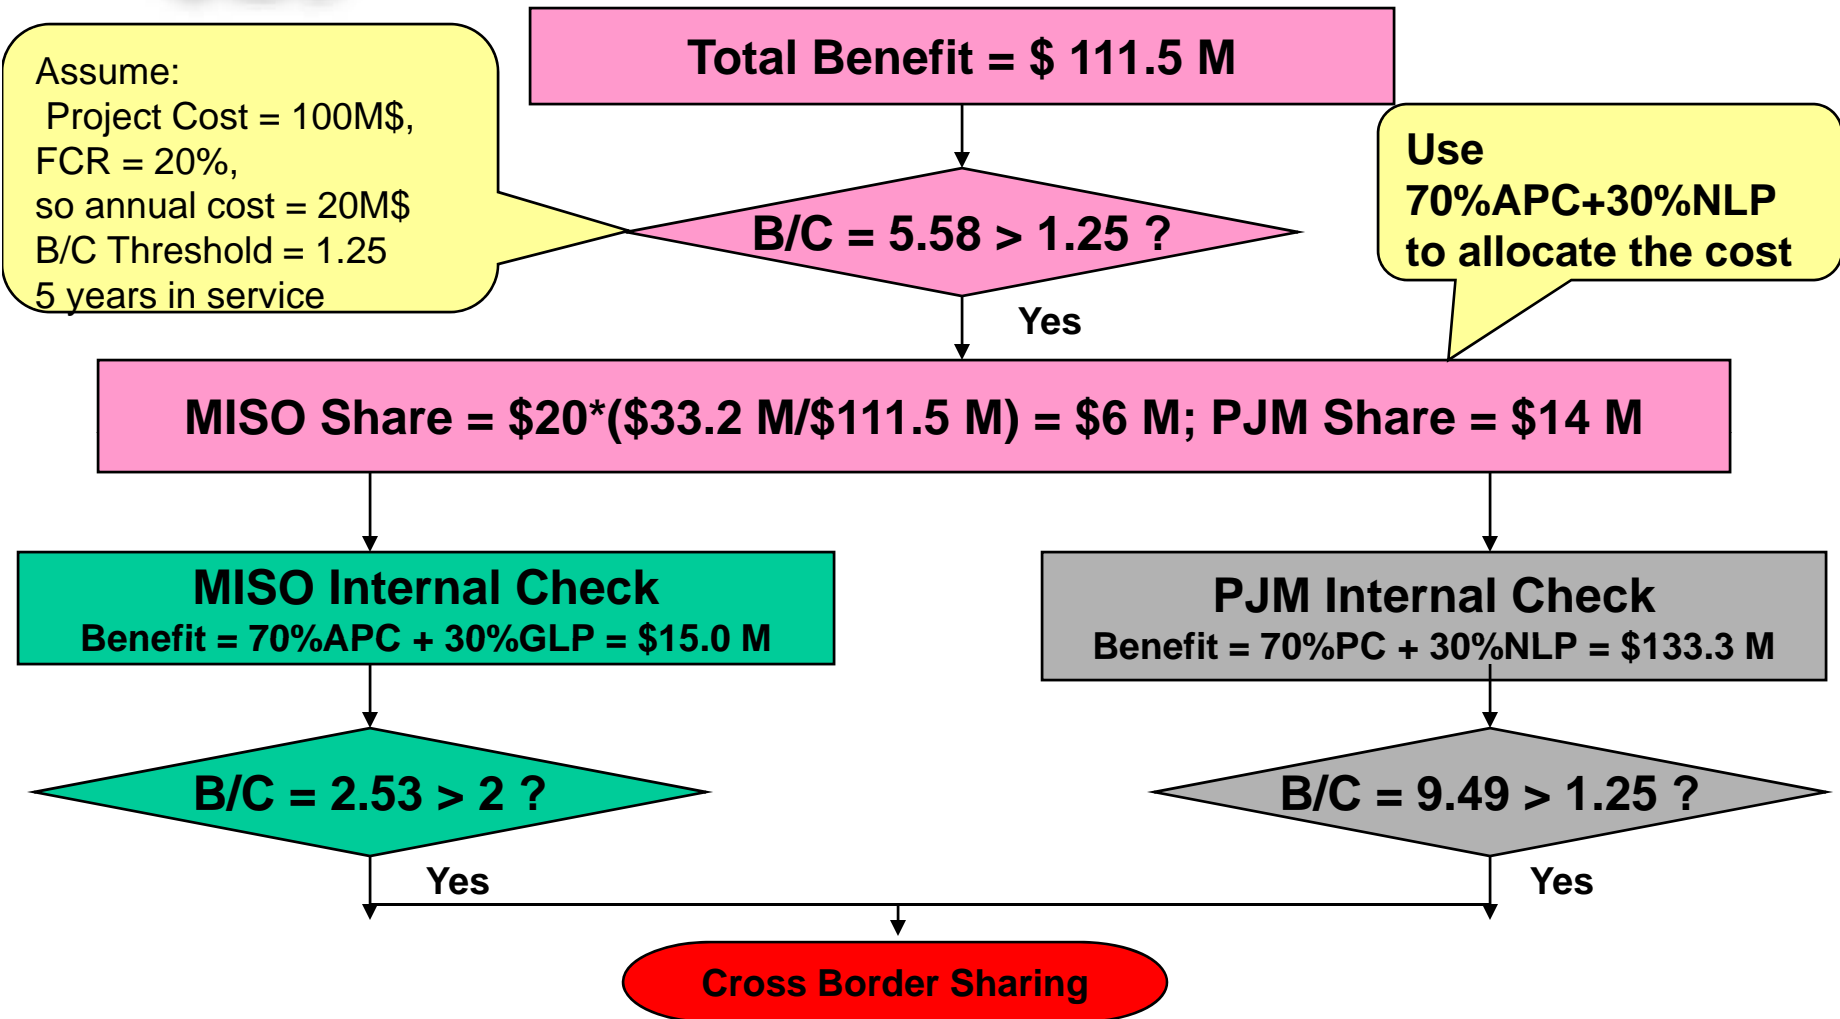 Total Benefit = $ 111.5 M
Assume:
Project Cost = 100M$,
FCR = 20%,
so annual cost = 20M$
B/C Threshold = 1.25
5 years in service
B/C = 5.58 > 1.25 ?
Use
70%APC+30%NLP
to allocate the cost
Yes
MISO Share = $20*($33.2 M/$111.5 M) = $6 M; PJM Share = $14 M
MISO Internal Check
Benefit = 70%APC + 30%GLP = $15.0 M
PJM Internal Check
Benefit = 70%PC + 30%NLP = $133.3 M
B/C = 2.53 > 2 ?
B/C = 9.49 > 1.25 ?
Yes
Yes
Cross Border Sharing